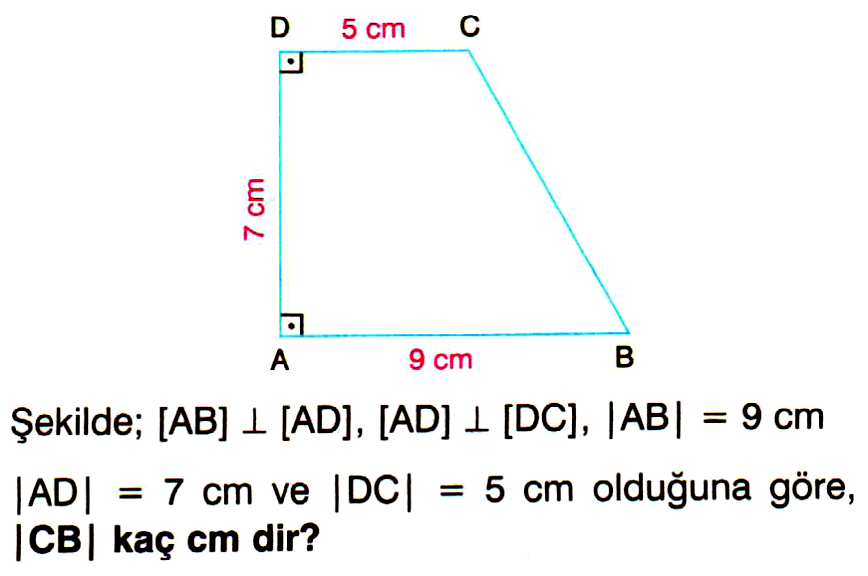 D 5 cm C
7 cm
A 9 cm B
Şekilde; [AB] ⊥ [AD], [AD] ⊥ [DC], |AB| = 9 cm
|AD| = 7 cm ve |DC| = 5 cm olduğuna göre,
|CB| kaç cm dir?